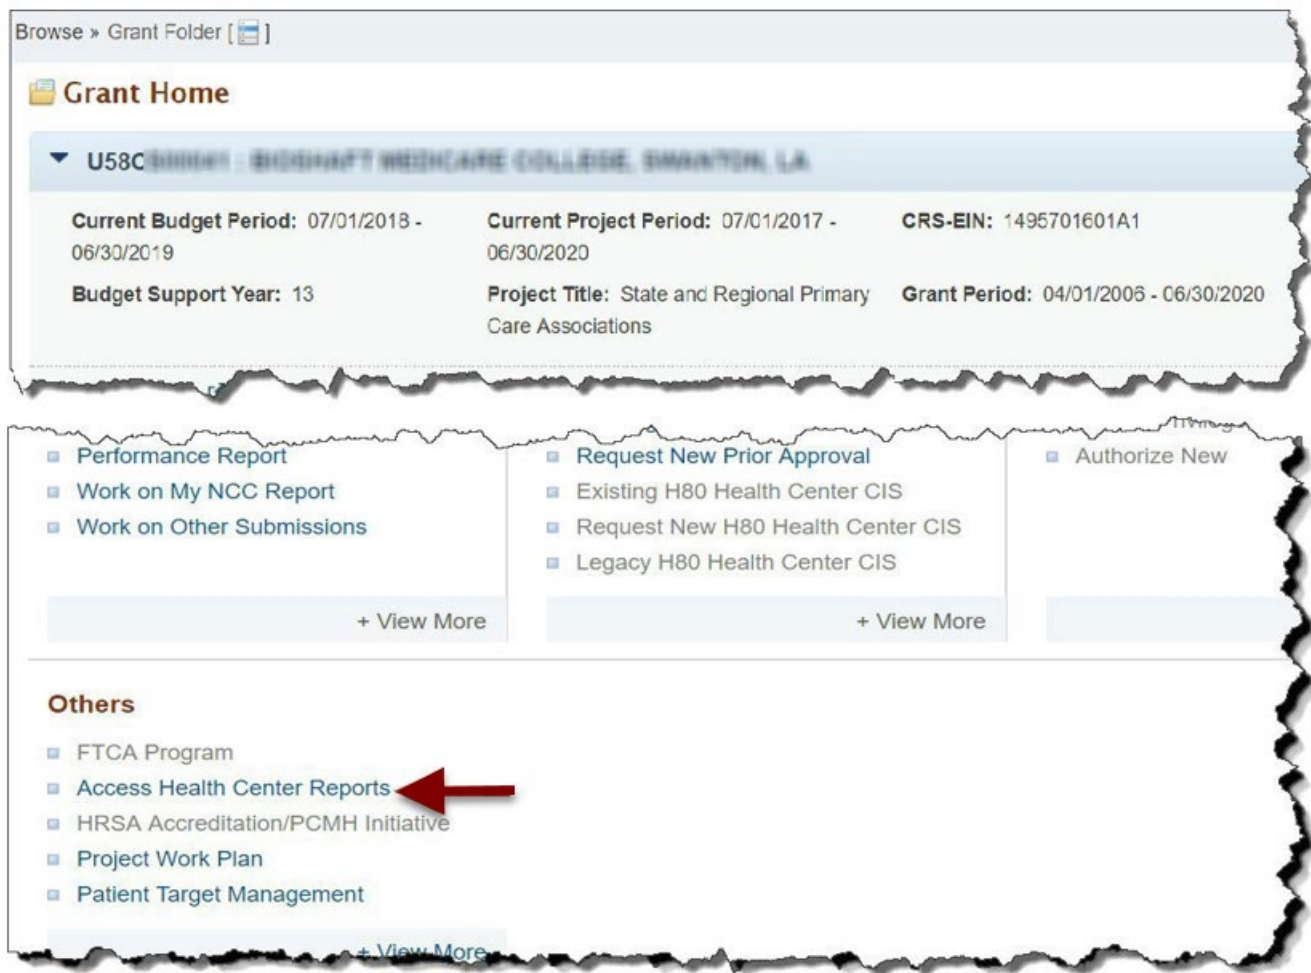 Browse » Grant Folder [ ]
Grant Home
U58C
Current Budget Period: 07/01/2018 - 06/30/2019
Current Project Period: 07/01/2017 - 06/30/2020
CRS-EIN: 1495701601A1
Budget Support Year: 13
Project Title: State and Regional Primary Care Associations
Grant Period: 04/01/2006 - 06/30/2020
Performance Report
Work on My NCC Report
Work on Other Submissions
+ View More
Request New Prior Approval
Existing H80 Health Center CIS
Request New H80 Health Center CIS
Legacy H80 Health Center CIS
+ View More
Authorize New
Others
FTCA Program
Access Health Center Reports
HRSA Accreditation/PCMH Initiative
Project Work Plan
Patient Target Management
+ View More